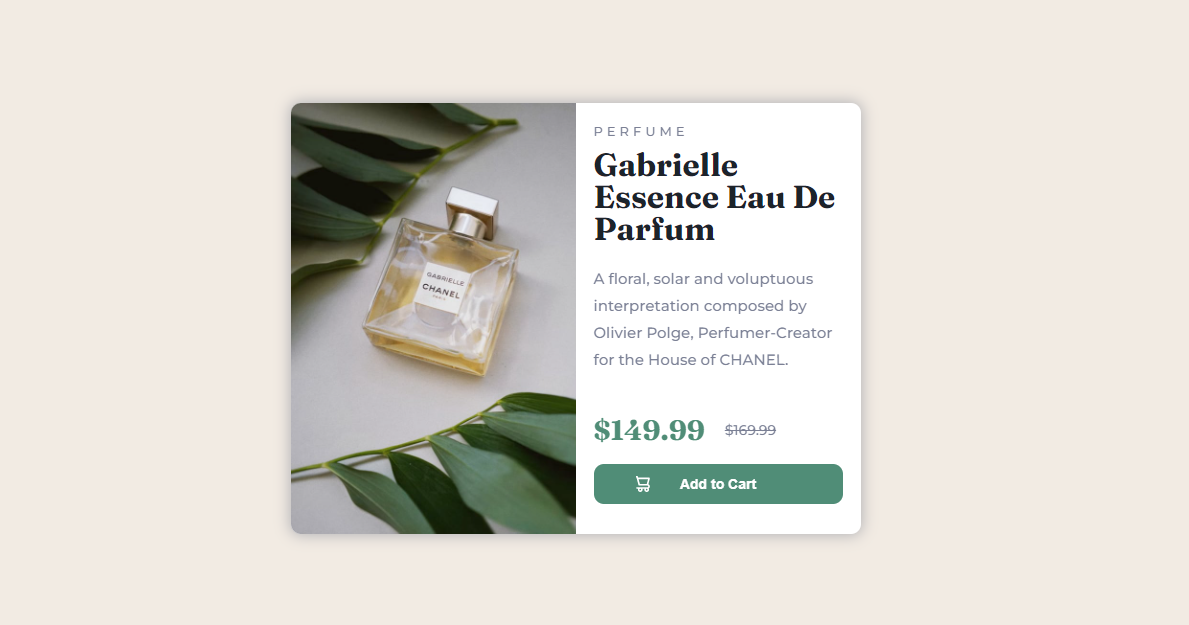 PERFUME
Gabrielle
Essence Eau De
Parfum
A floral, solar and voluptuous
interpretation composed by
Olivier Polge, Perfumer-Creator
for the House of CHANEL.
$149.99 $169.99
Add to Cart
GABRIELLE
CHANEL
PARIS